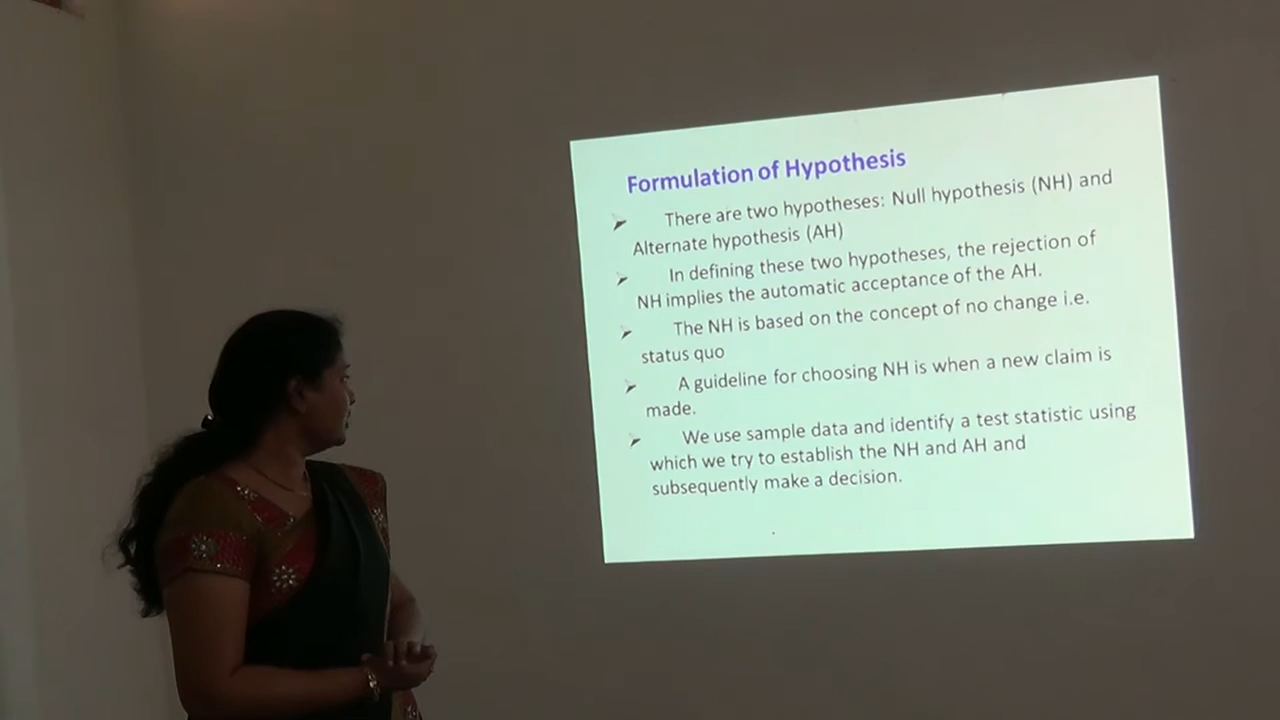 Formulation of Hypothesis
There are two hypotheses: Null hypothesis (NH) and
Alternate hypothesis (AH)
In defining these two hypotheses, the rejection of
NH implies the automatic acceptance of the AH.
The NH is based on the concept of no change i.e.
status quo
A guideline for choosing NH is when a new claim is
made.
We use sample data and identify a test statistic using
which we try to establish the NH and AH and
subsequently make a decision.